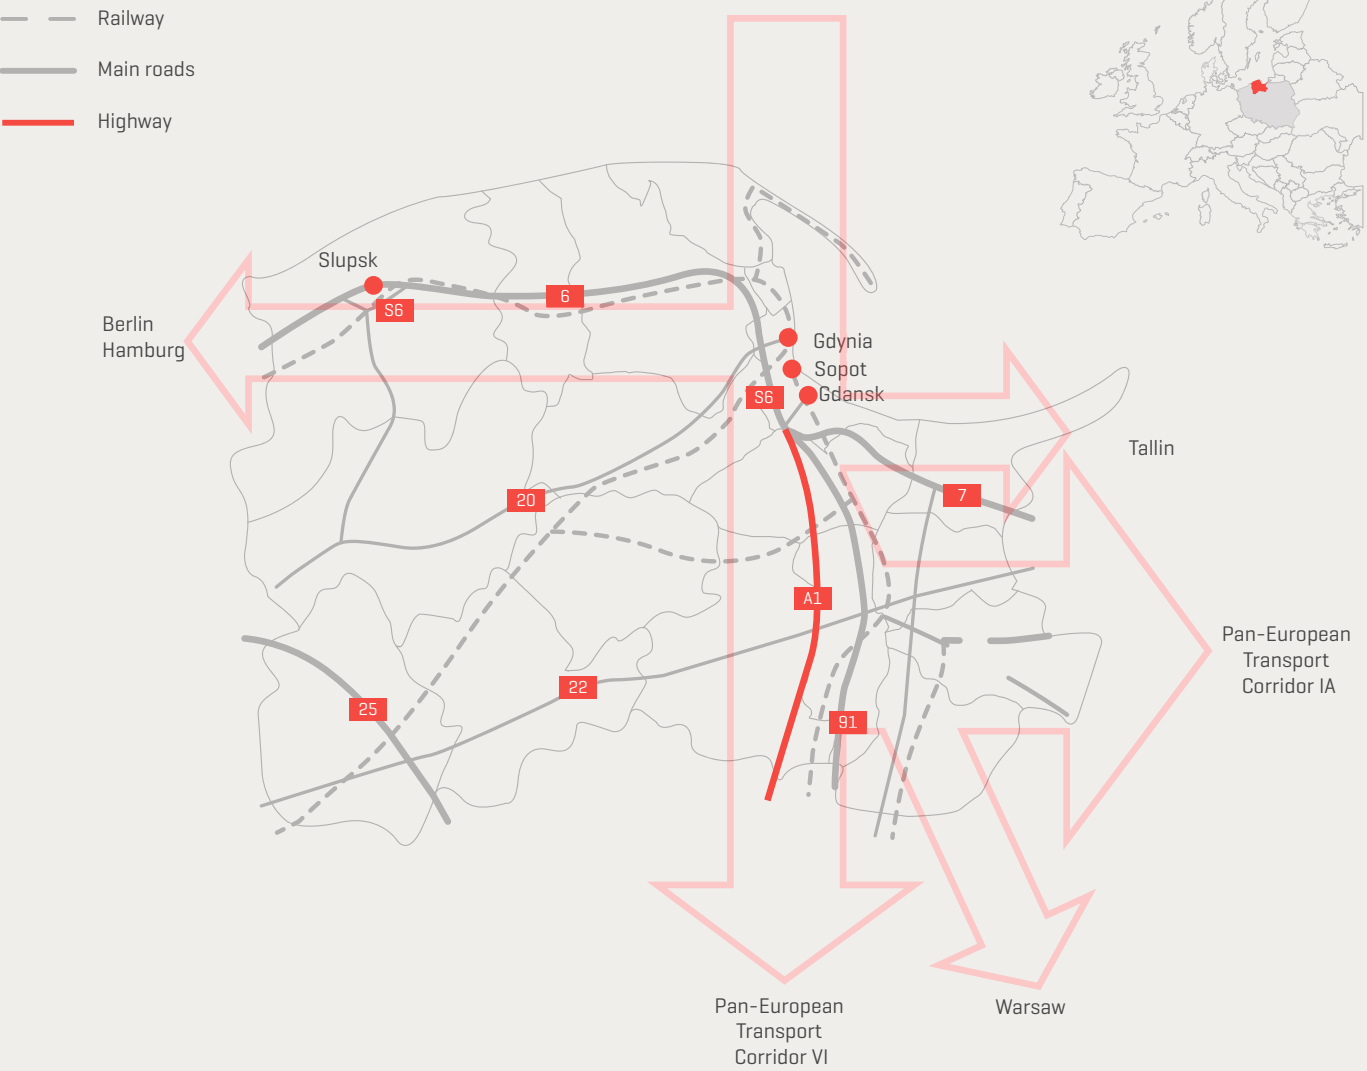 Railway
Main roads
Highway
Slupsk
6
S6
Berlin
Hamburg
Gdynia
Sopot
S6
Gdansk
Tallin
20
7
A1
Pan-European
Transport
Corridor IA
22
25
91
Pan-European
Transport
Corridor VI
Warsaw